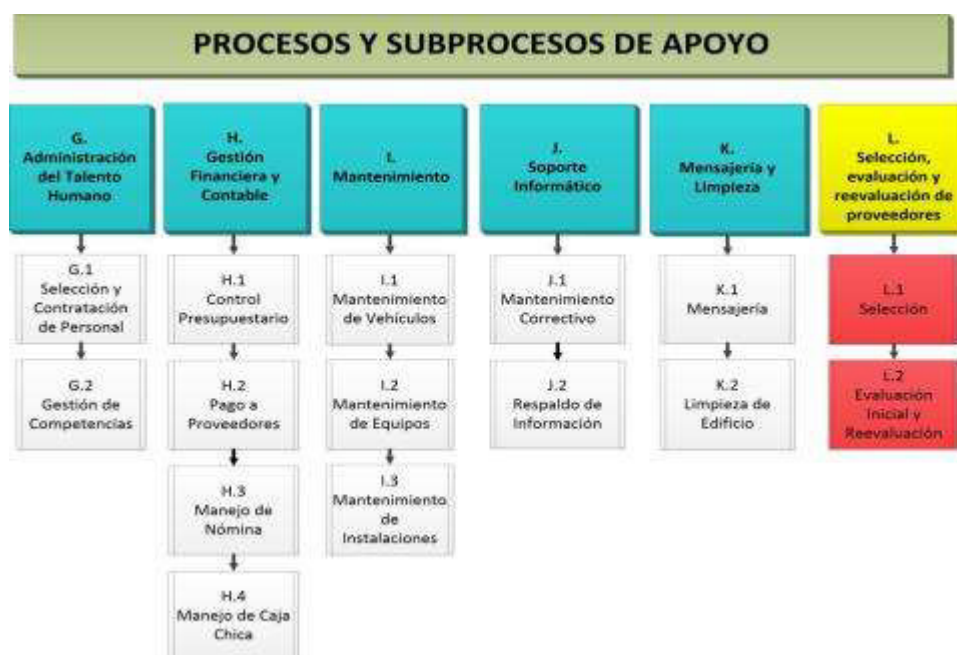 PROCESOS Y SUBPROCESOS DE APOYO
G.
Administración
del Talento
Humano
H.
Gestión
Financiera y
Contable
I.
Mantenimiento
J.
Soporte
Informático
K.
Mensajería y
Limpieza
L.
Selección,
evaluación y
reevaluación de
proveedores
G.1
Selección y
Contratación
de Personal
H.1
Control
Presupuestario
I.1
Mantenimiento
de Vehículos
J.1
Mantenimiento
Correctivo
K.1
Mensajería
L.1
Selección
G.2
Gestión de
Competencias
H.2
Pago a
Proveedores
I.2
Mantenimiento
de Equipos
J.2
Respaldo de
Información
K.2
Limpieza de
Edificio
L.2
Evaluación
Inicial y
Reevaluación
H.3
Manejo de
Nómina
I.3
Mantenimiento
de
Instalaciones
H.4
Manejo de Caja
Chica